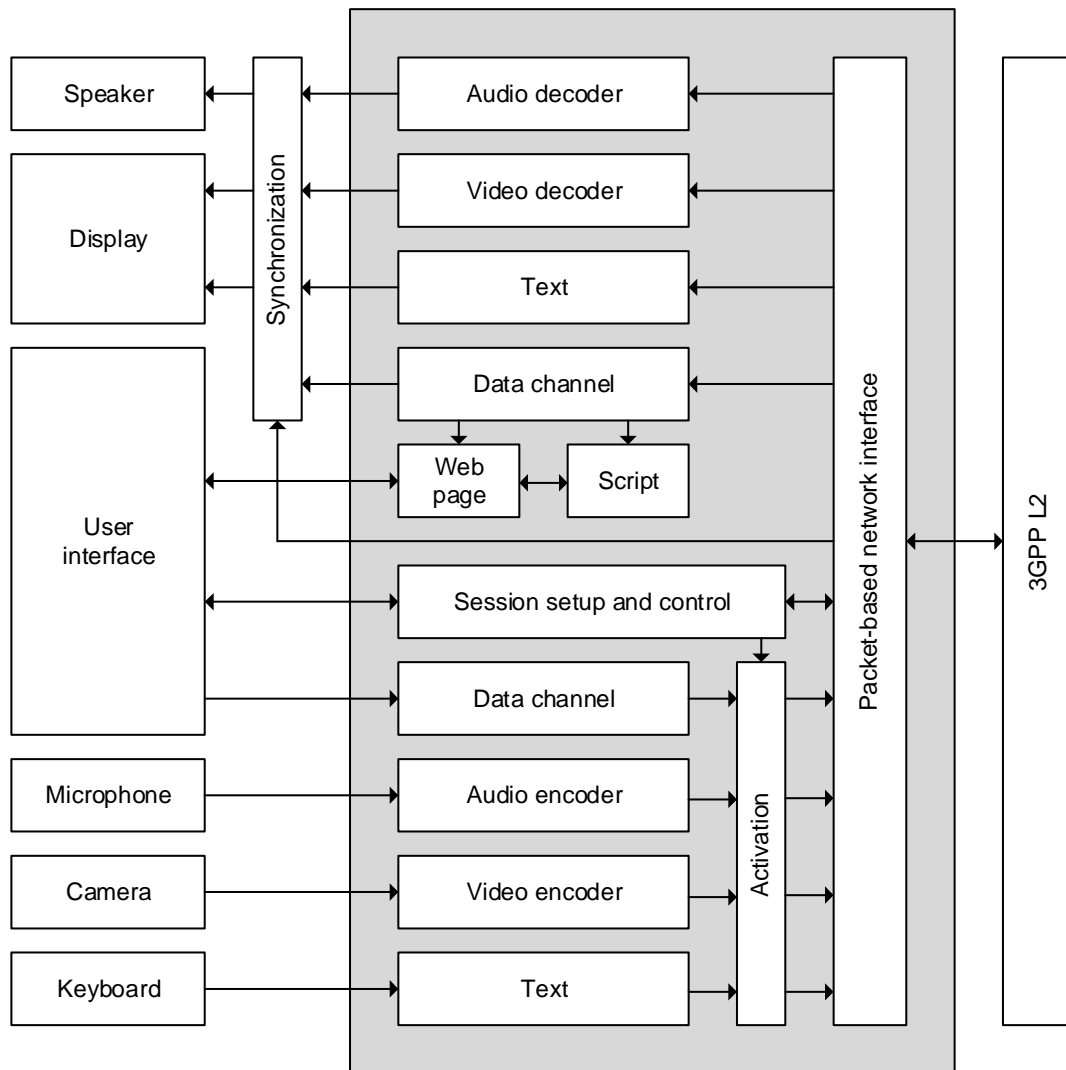 Speaker
Audio decoder
Video decoder
Display
Synchronization
Text
Data channel
Web
page
Script
User
interface
Packet-based network interface
3GPP L2
Session setup and control
Data channel
Microphone
Audio encoder
Activation
Camera
Video encoder
Keyboard
Text